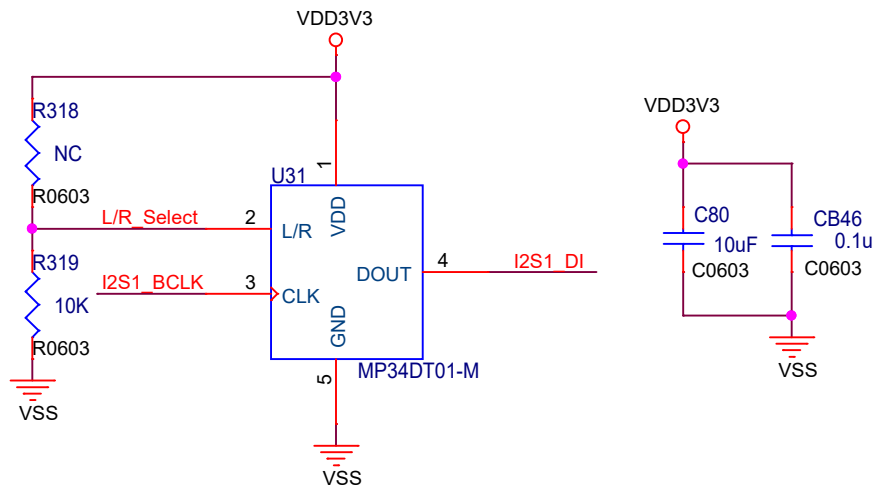 VDD3V3
R318
NC
R0603
L/R_Select
R319
I2S1_BCLK
10K
R0603
VSS
U31
1
VDD
2
L/R
3
CLK
DOUT
4
I2S1_DI
GND
5
MP34DT01-M
VSS
VDD3V3
C80
10uF
C0603
CB46
0.1u
C0603
VSS